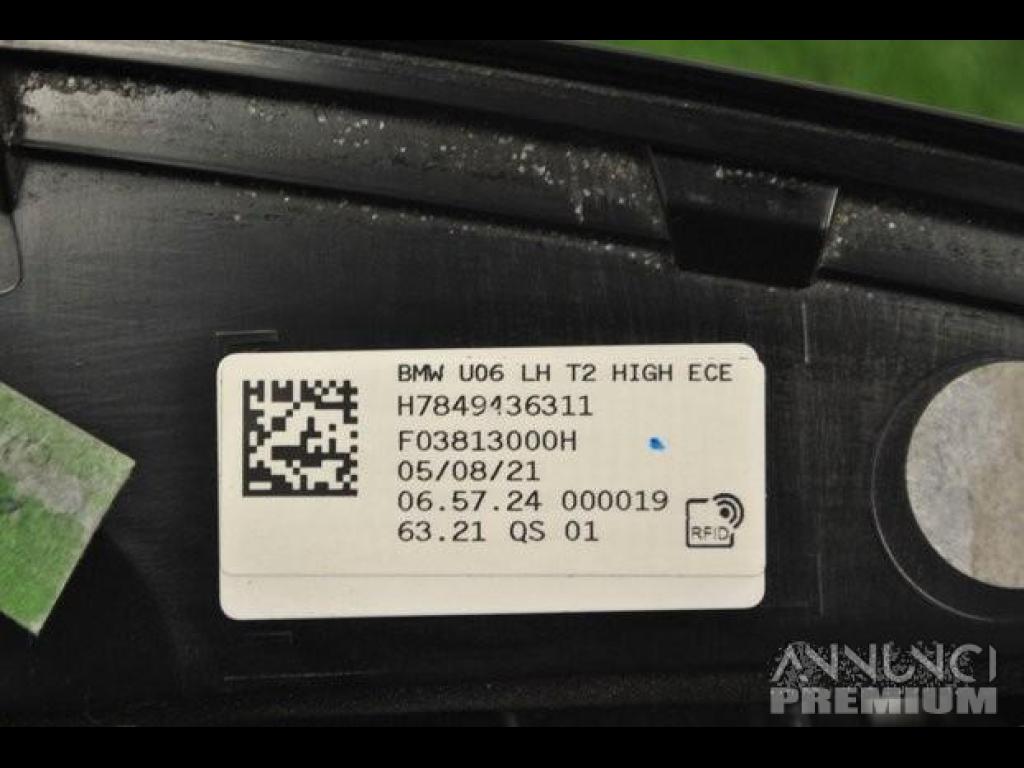 BMW U06 LH T2 HIGH ECE
H7849436311
F03813000H
05/08/21
06.57.24 000019
63.21 QS 01
RFID
ANNUNCI
PREMIUM